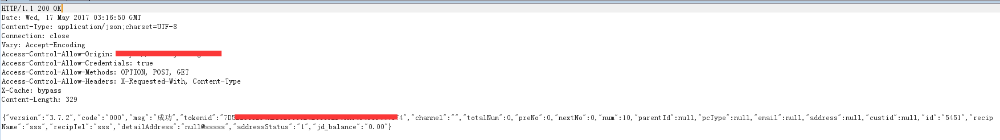 HTTP/1.1 200 OK
Date: Wed, 17 May 2017 03:16:50 GMT
Content-Type: application/json;charset=UTF-8
Connection: close
Vary: Accept-Encoding
Access-Control-Allow-Origin:
Access-Control-Allow-Credentials: true
Access-Control-Allow-Methods: OPTION, POST, GET
Access-Control-Allow-Headers: X-Requested-With, Content-Type
X-Cache: bypass
Content-Length: 329
{"version":"3.7.2","code":"000","msg":"成功","tokenid":"7D5 4","channel":"","totalNum":0,"preNo":0,"nextNo":0,"num":10,"parentId":null,"pcType":null,"email":null,"address":null,"custid":null,"id":"5451","recip
Name":"sss","recipTel":"sss","detailAddress":"null@sssss","addressStatus":"1","jd_balance":"0.00"}